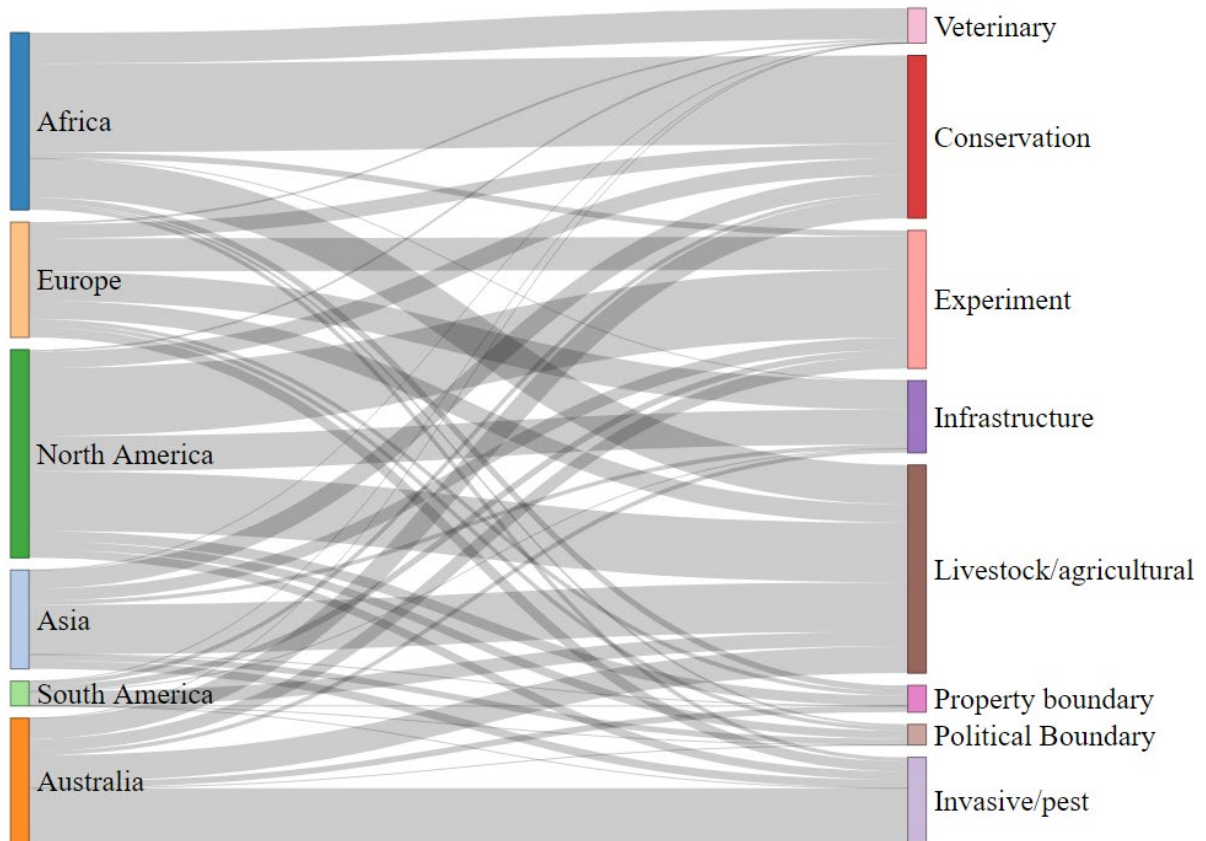 Africa
Europe
North America
Asia
South America
Australia
Veterinary
Conservation
Experiment
Infrastructure
Livestock/agricultural
Property boundary
Political Boundary
Invasive/pest